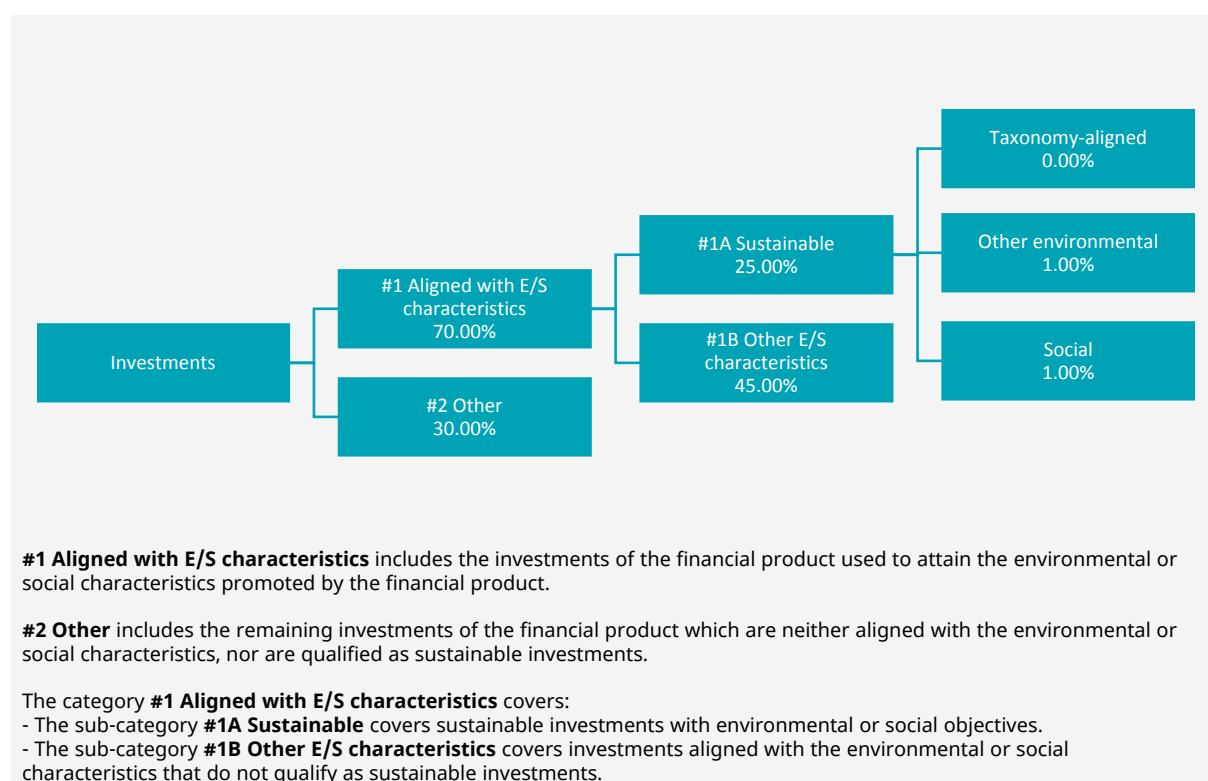 Investments
#1 Aligned with E/S
characteristics
70.00%
#2 Other
30.00%
#1A Sustainable
25.00%
#1B Other E/S
characteristics
45.00%
Taxonomy-aligned
0.00%
Other environmental
1.00%
Social
1.00%
#1 Aligned with E/S characteristics includes the investments of the financial product used to attain the environmental or
social characteristics promoted by the financial product.
#2 Other includes the remaining investments of the financial product which are neither aligned with the environmental or
social characteristics, nor are qualified as sustainable investments.
The category #1 Aligned with E/S characteristics covers:
- The sub-category #1A Sustainable covers sustainable investments with environmental or social objectives.
- The sub-category #1B Other E/S characteristics covers investments aligned with the environmental or social
characteristics that do not qualify as sustainable investments.